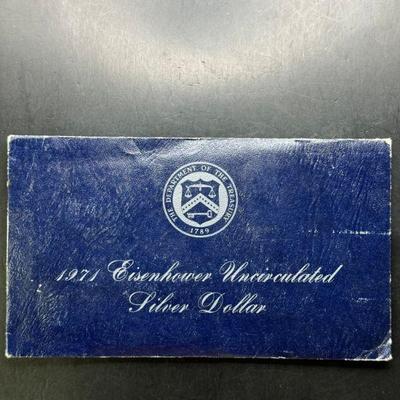 THE DEPARTMENT OF THE TREASURY
1789
1971 Eisenhower Uncirculated
Silver Dollar